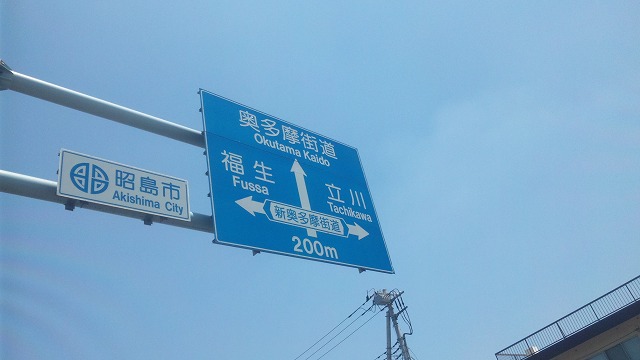 奥多摩街道
Okutama Kaido
福生
Fussa
立川
Tachikawa
新奥多摩街道
200m
昭島市
Akishima City